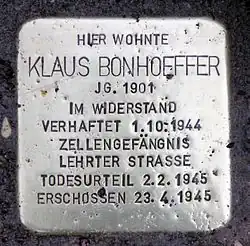 HIER WOHNTE
KLAUS BONHOEFFER
JG. 1901
IM WIDERSTAND
VERHAFTET 1.10.1944
ZELLENGEFÄNGNIS
LEHRTER STRASSE
TODESURTEIL 2.2.1945
ERSCHOSSEN 23.4.1945